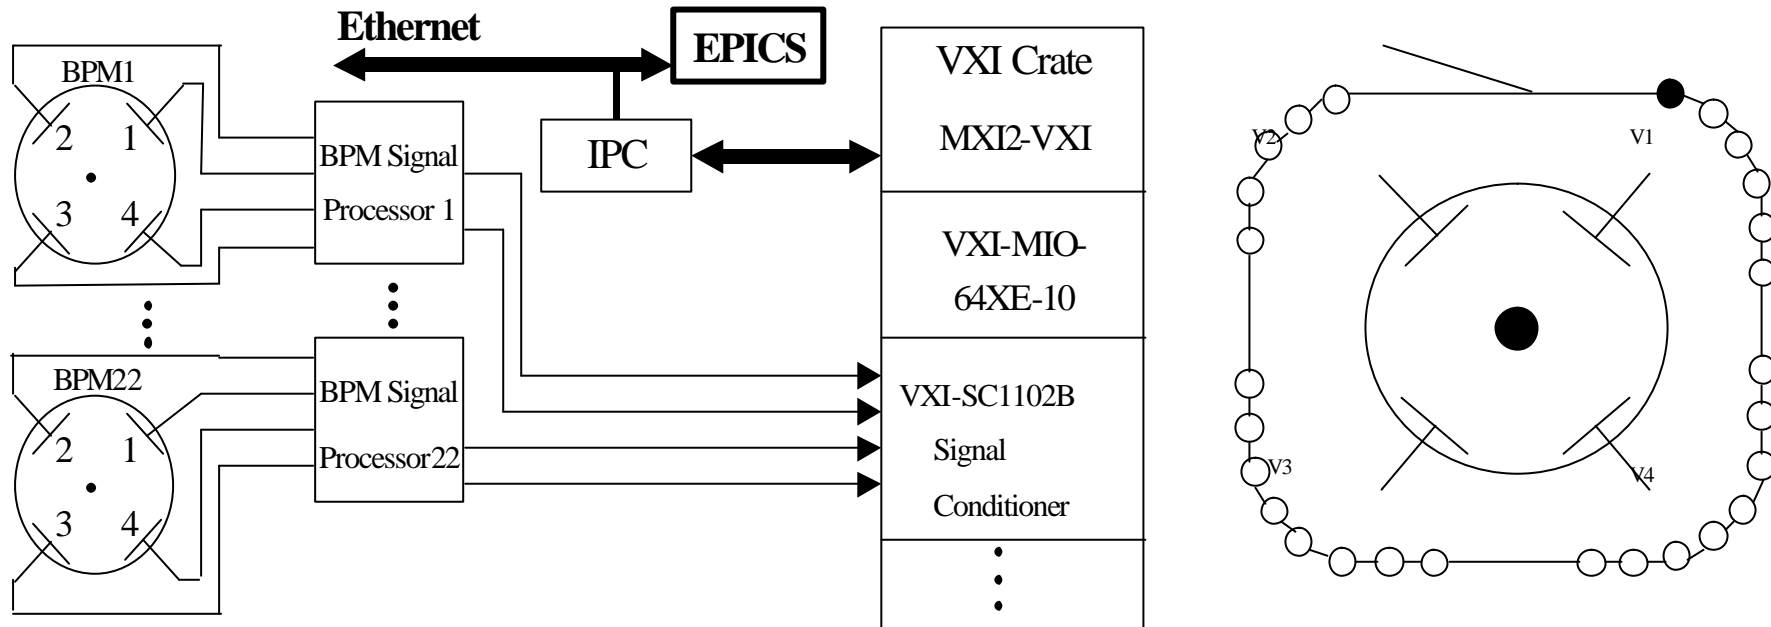 Ethernet
EPICS
BPM1
2 1
3 4
BPM Signal
Processor 1
IPC
VXI Crate
MXI2-VXI
VXI-MIO-
64XE-10
BPM22
2 1
3 4
BPM Signal
Processor22
VXI-SC1102B
Signal
Conditioner
V2
V1
V3
V4